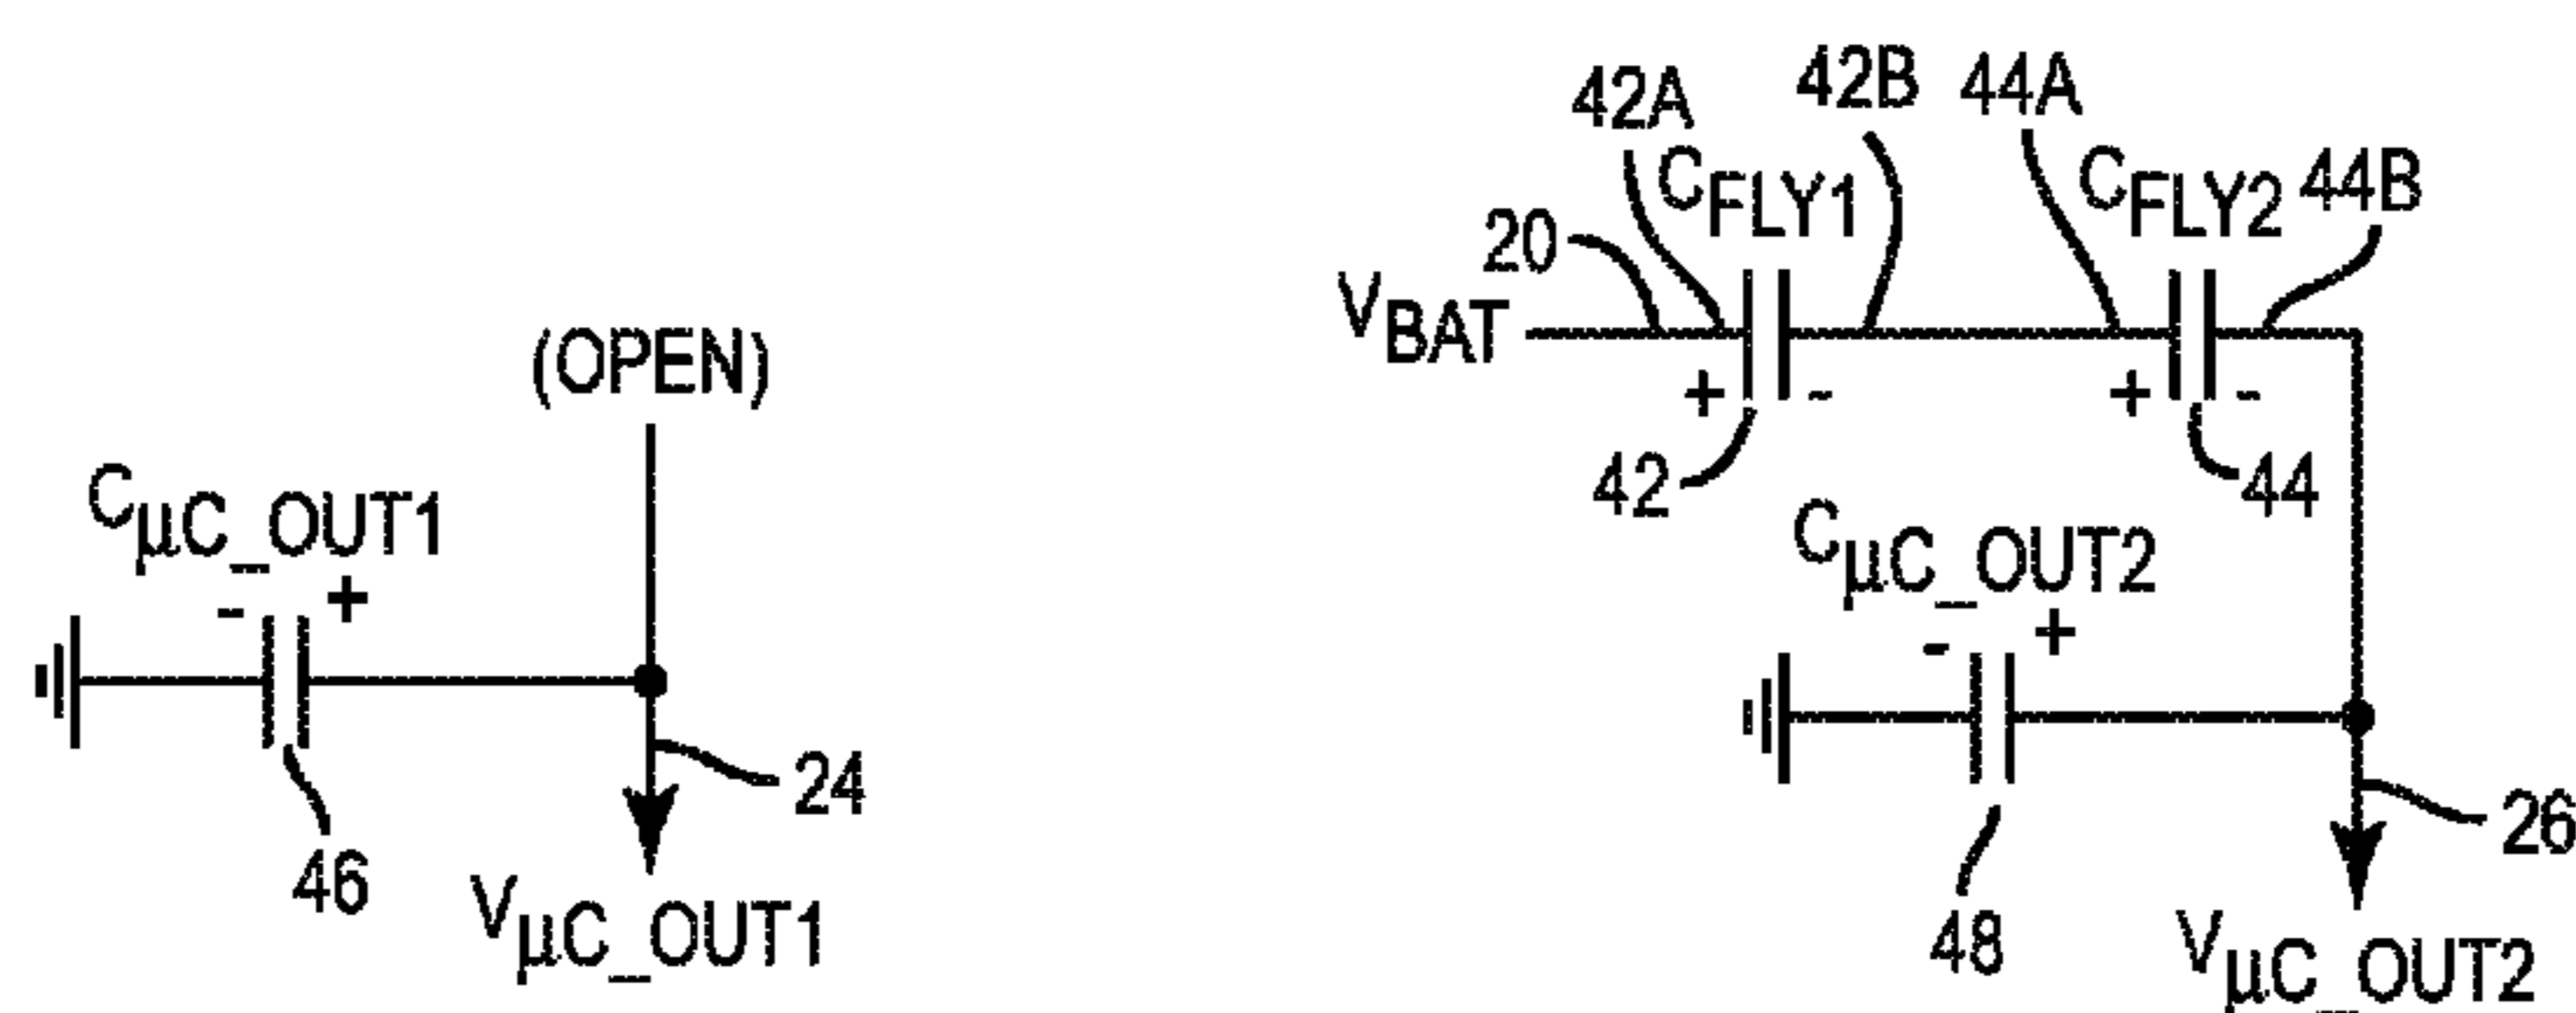 (OPEN)
CμC_OUT1
- +
46
24
VμC_OUT1
42A
42B
44A
CFLY1
CFLY2
44B
20
VBAT
+ -
+ -
42
44
CμC_OUT2
- +
48
26
VμC_OUT2